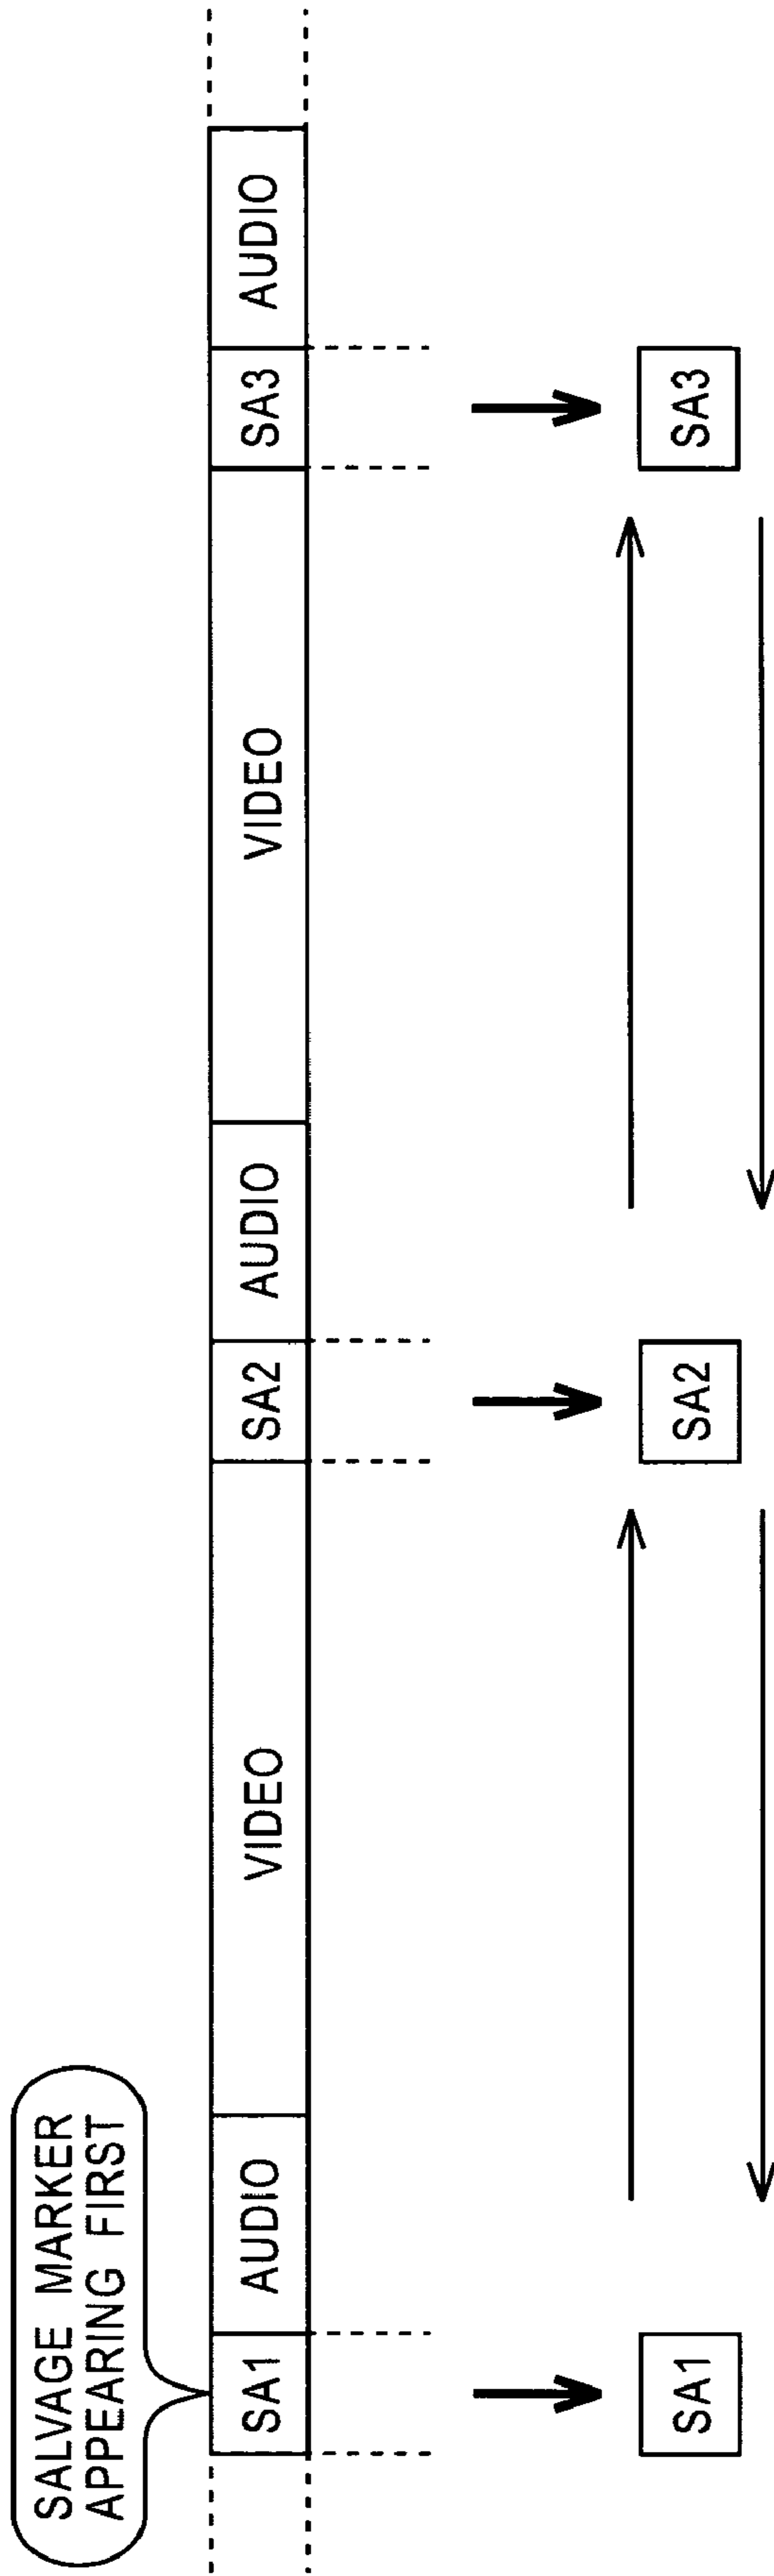 SALVAGE MARKER
APPEARING FIRST
SA1
AUDIO
VIDEO
SA2
AUDIO
VIDEO
SA3
AUDIO
SA1
SA2
SA3